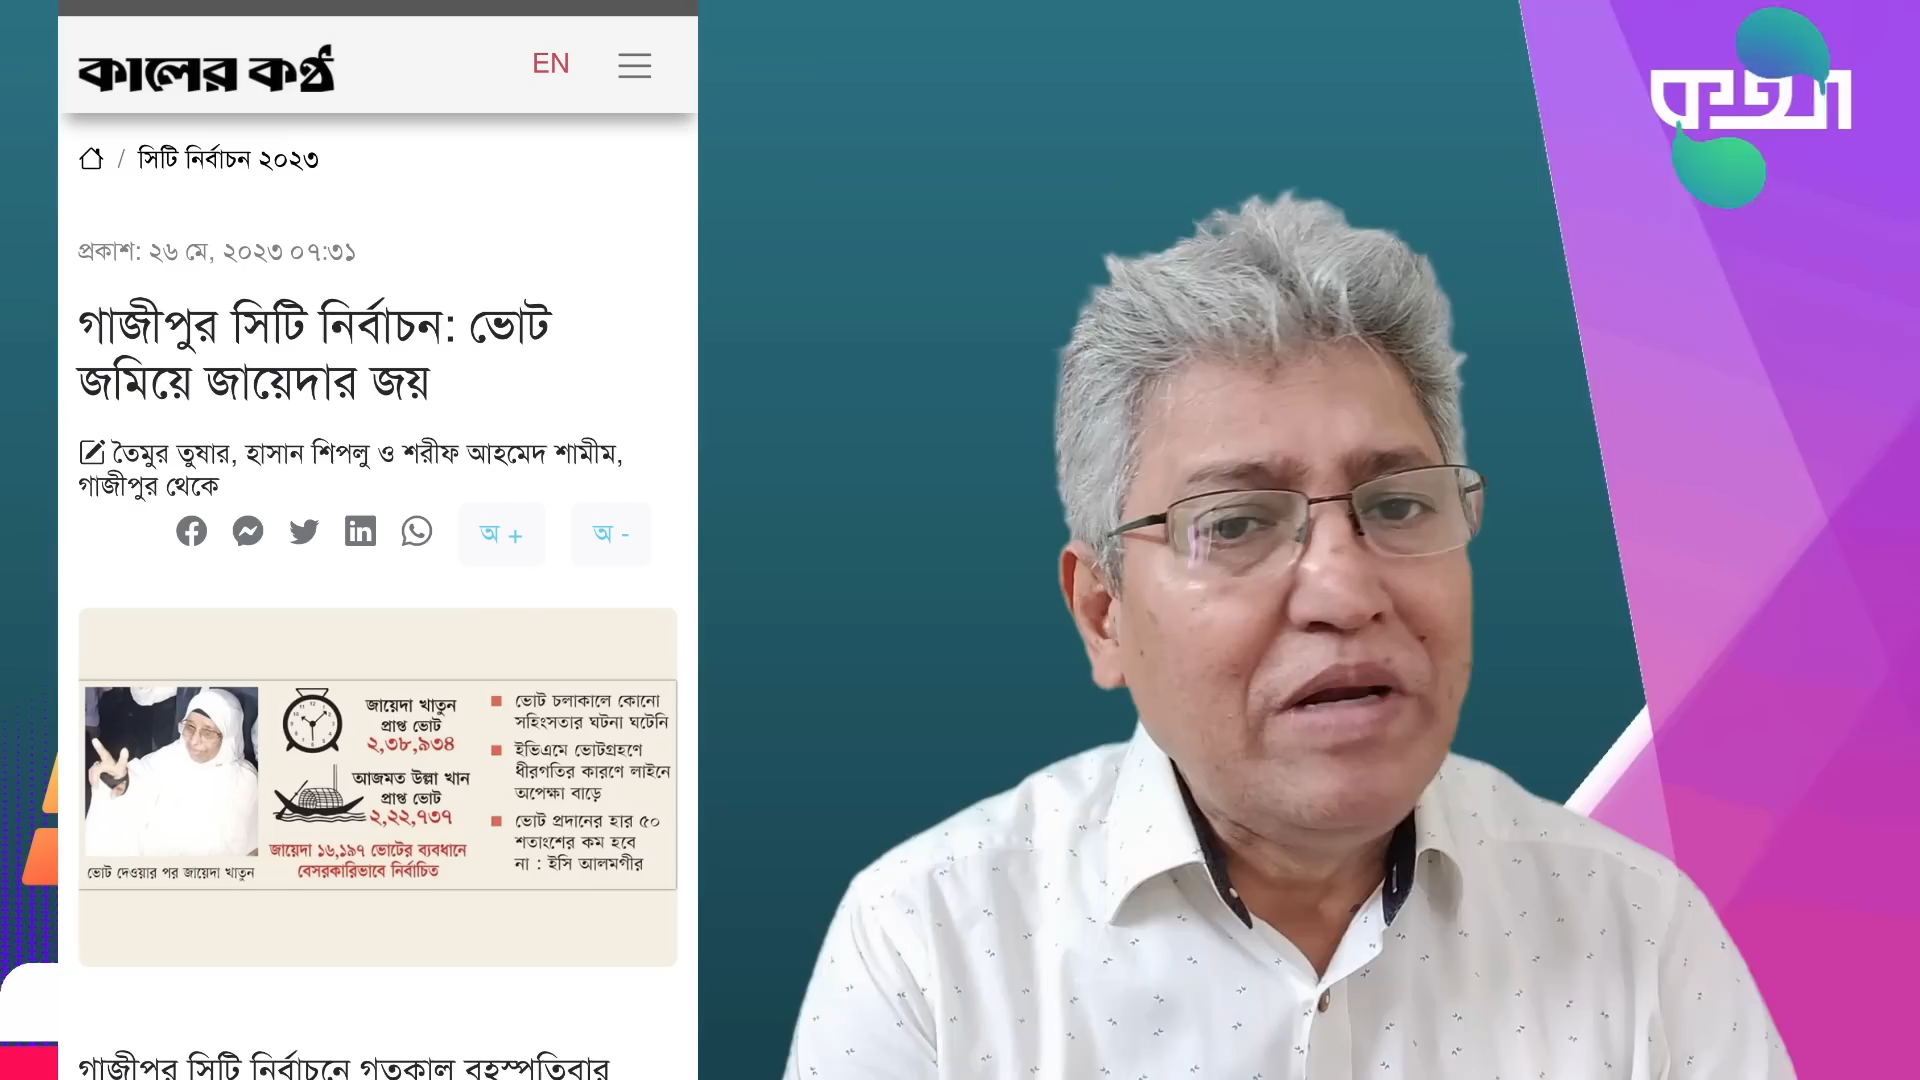 কালের কণ্ঠ
EN
/ সিটি নির্বাচন ২০২৩
প্রকাশ: ২৬ মে, ২০২৩ ০৭:৩১
গাজীপুর সিটি নির্বাচন: ভোট
জমিয়ে জায়েদার জয়
তৈমুর তুষার, হাসান শিপলু ও শরীফ আহমেদ শামীম,
গাজীপুর থেকে
অ +
অ -
ভোট দেওয়ার পর জায়েদা খাতুন
জায়েদা খাতুন
প্রাপ্ত ভোট
২,৩৮,৯৩৪
আজমত উল্লা খান
প্রাপ্ত ভোট
২,২২,৭৩৭
জায়েদা ১৬,১৯৭ ভোটের ব্যবধানে
বেসরকারিভাবে নির্বাচিত
ভোট চলাকালে কোনো
সহিংসতার ঘটনা ঘটেনি
ইভিএমে ভোটগ্রহণে
ধীরগতির কারণে লাইনে
অপেক্ষা বাড়ে
ভোট প্রদানের হার ৫০
শতাংশের কম হবে
না : ইসি আলমগীর
গাজীপুর সিটি নির্বাচনে গতকাল বৃহস্পতিবার
কথা